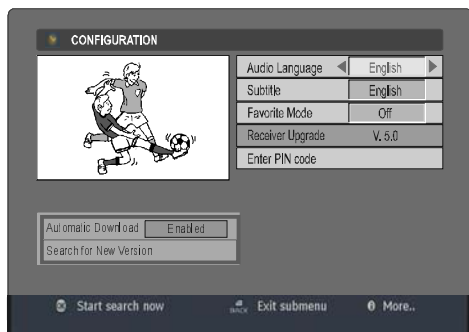 CONFIGURATION
Audio Language English
Subtitle English
Favorite Mode Off
Receiver Upgrade V. 5.0
Enter PIN code
Automatic Download Enabled
Search for New Version
Start search now BACK Exit submenu More..